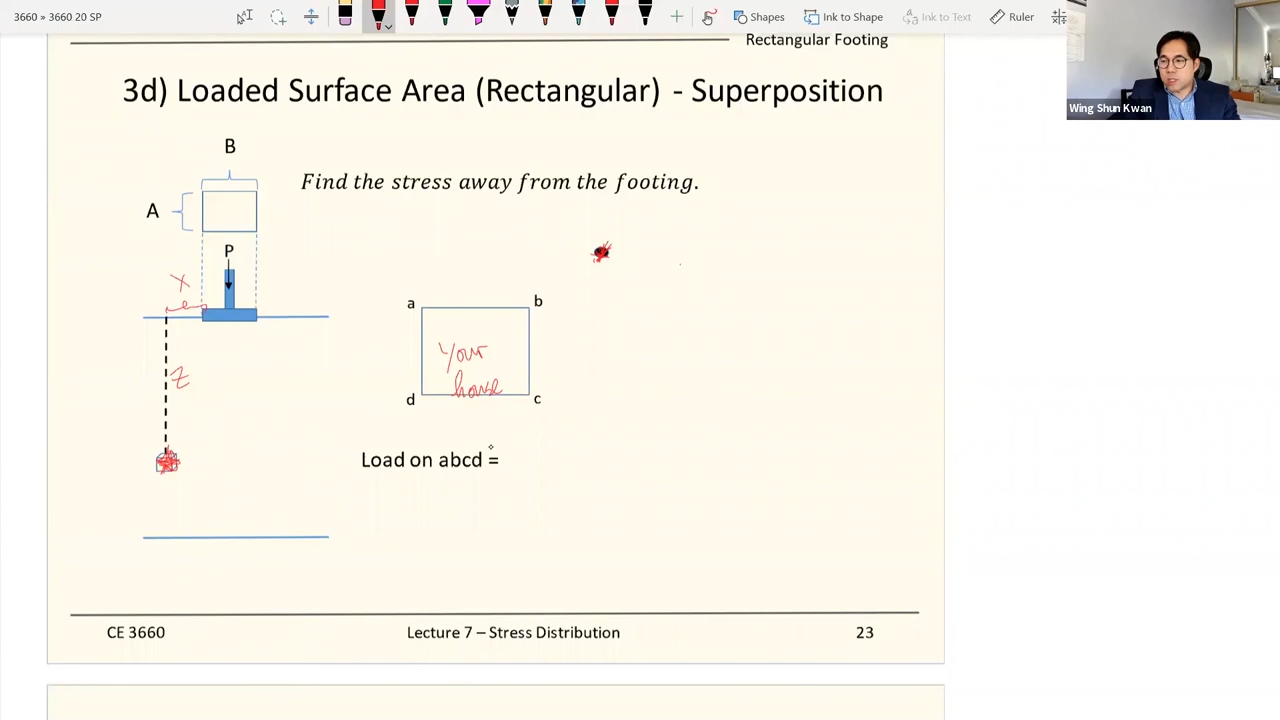 3660 » 3660 20 SP
Shapes
Ink to Shape
Ink to Text
Ruler
Wing Shun Kwan
Rectangular Footing
3d) Loaded Surface Area (Rectangular) - Superposition
B
Find the stress away from the footing.
A
P
X
a
b
Your
house
Z
d
c
Load on abcd =
CE 3660
Lecture 7 – Stress Distribution
23